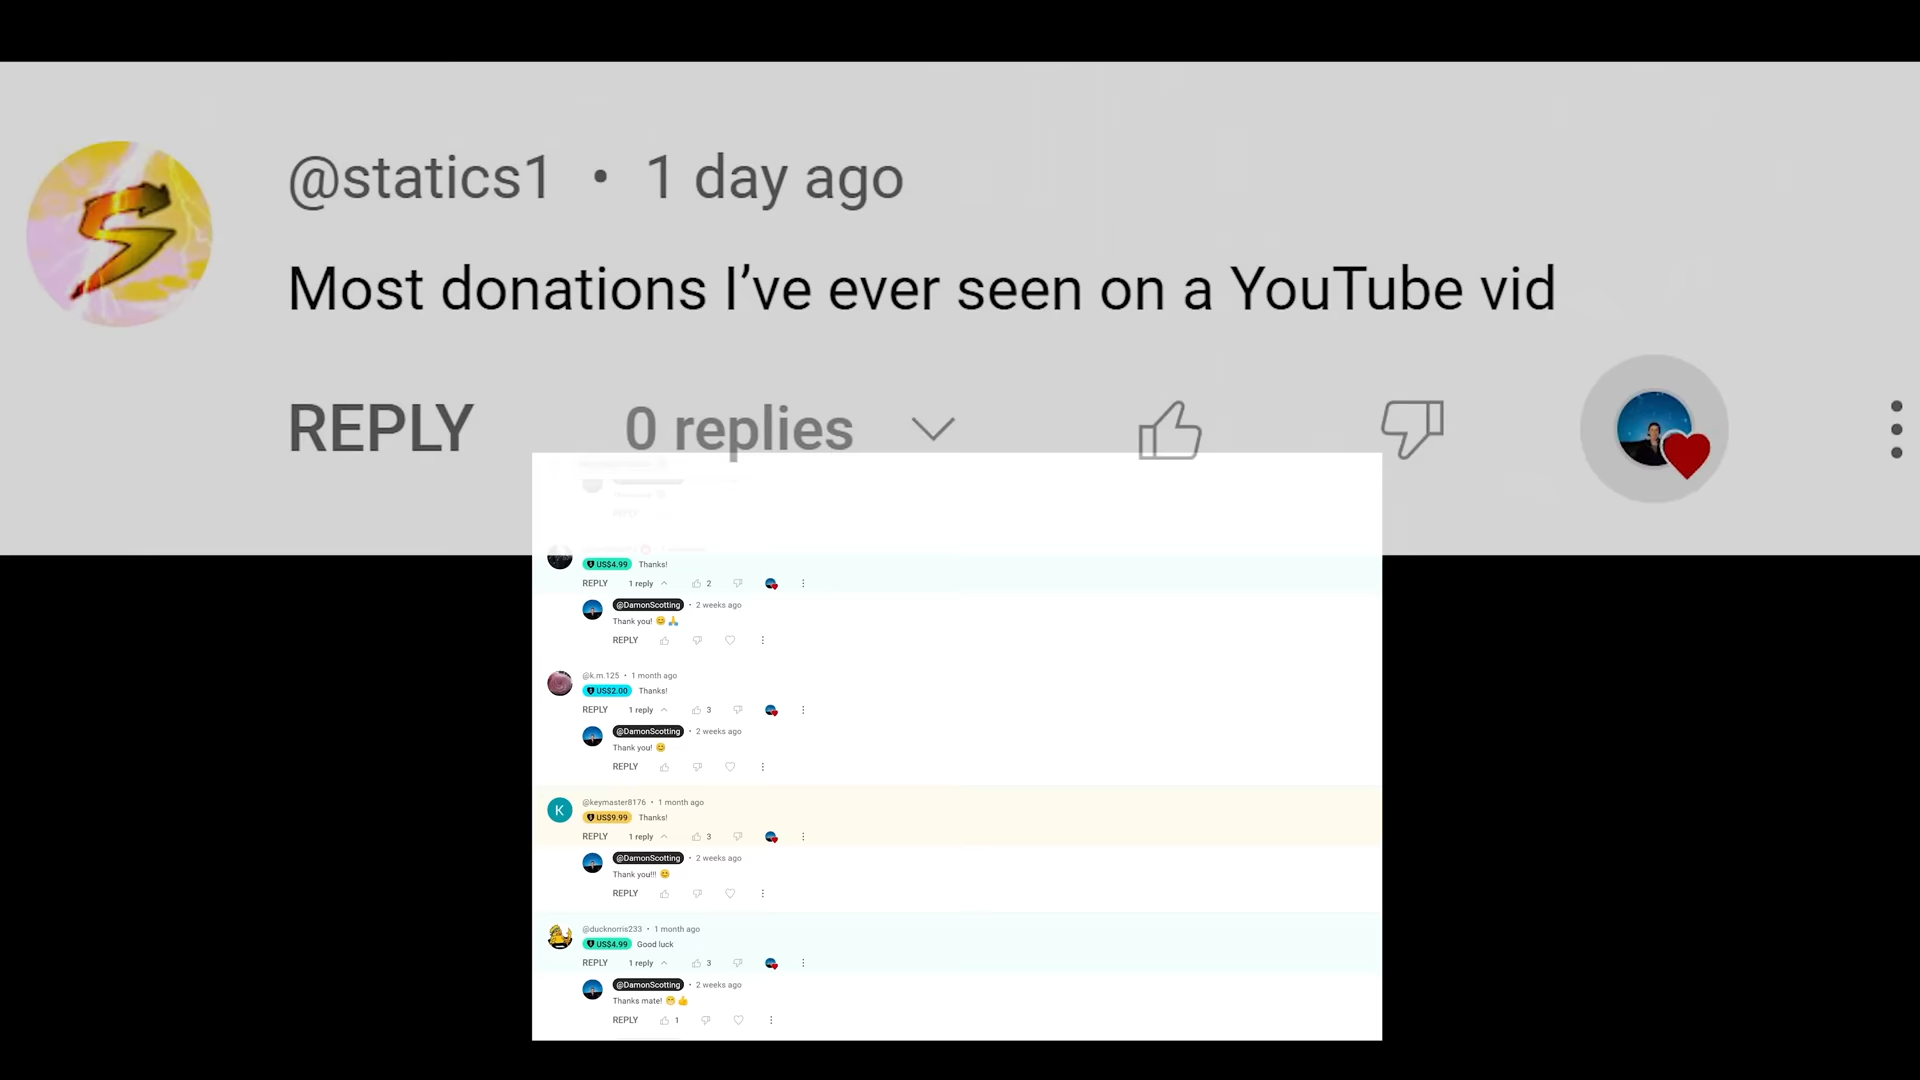 @statics1 • 1 day ago
Most donations I’ve ever seen on a YouTube vid
REPLY 0 replies
REPLY
US$4.99 Thanks!
REPLY 1 reply 2
@DamonScotting • 2 weeks ago
Thank you! 😊🙏
REPLY
@k.m.125 • 1 month ago
US$2.00 Thanks!
REPLY 1 reply 3
@DamonScotting • 2 weeks ago
Thank you! 😊
REPLY
K
@keymaster8176 • 1 month ago
US$9.99 Thanks!
REPLY 1 reply 3
@DamonScotting • 2 weeks ago
Thank you!!! 😊
REPLY
@ducknorris233 • 1 month ago
US$4.99 Good luck
REPLY 1 reply 3
@DamonScotting • 2 weeks ago
Thanks mate! 😁👍
REPLY 1